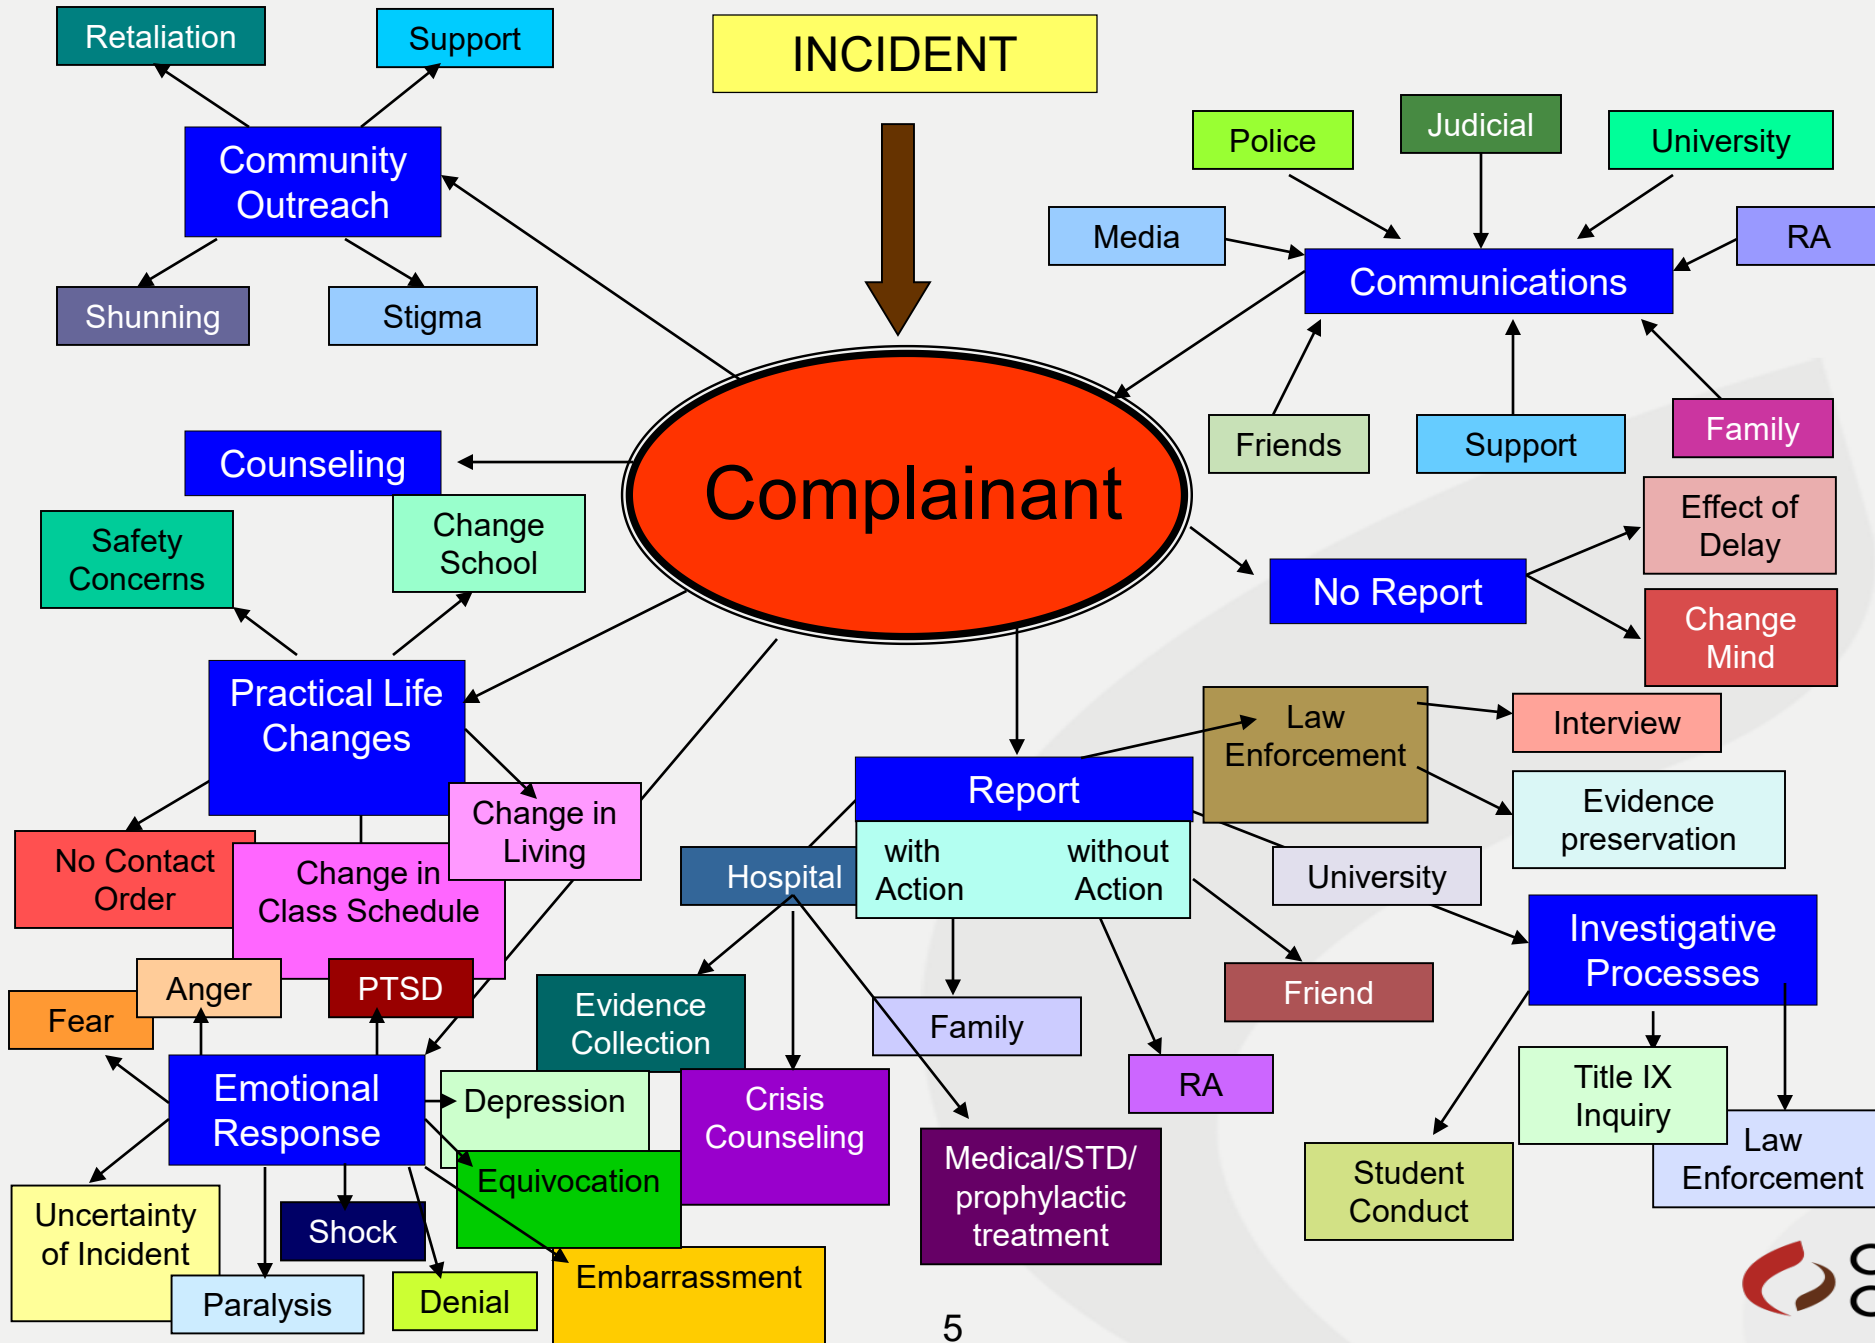 Retaliation
Support
INCIDENT
Community
Outreach
Police
Judicial
University
Media
RA
Communications
Shunning
Stigma
Friends
Support
Family
Counseling
Complainant
Safety
Concerns
Change
School
Effect of
Delay
No Report
Change
Mind
Practical Life
Changes
Law
Enforcement
Interview
Report
Evidence
preservation
Change in
Living
No Contact
Order
Change in
Class Schedule
Hospital
with
Action
without
Action
University
Investigative
Processes
Anger
PTSD
Fear
Evidence
Collection
Family
Friend
Emotional
Response
Depression
Crisis
Counseling
RA
Title IX
Inquiry
Law
Enforcement
Equivocation
Medical/STD/
prophylactic
treatment
Student
Conduct
Uncertainty
of Incident
Shock
Paralysis
Denial
Embarrassment
5